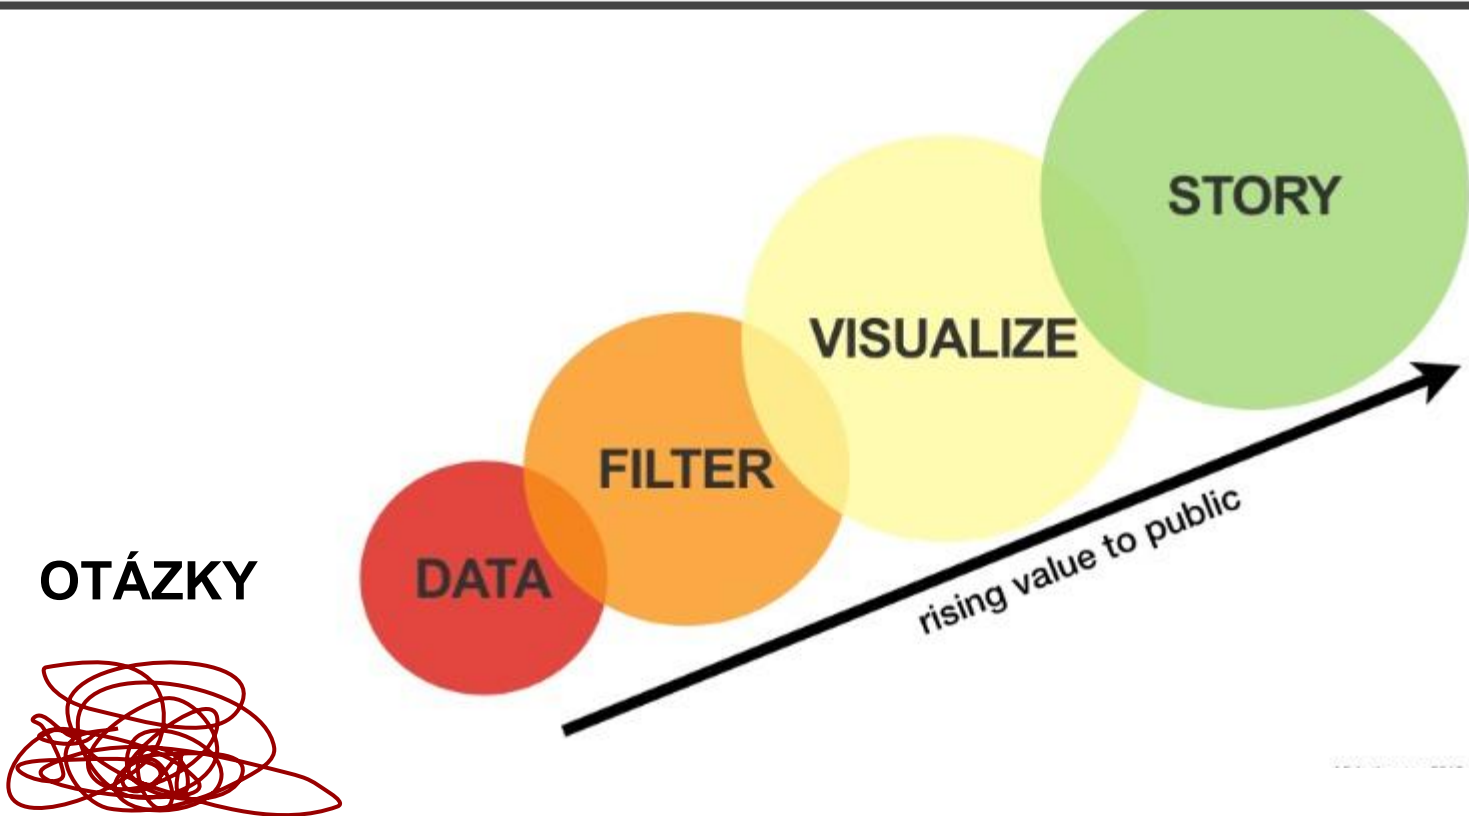 STORY
VISUALIZE
FILTER
DATA
OTÁZKY
rising value to public